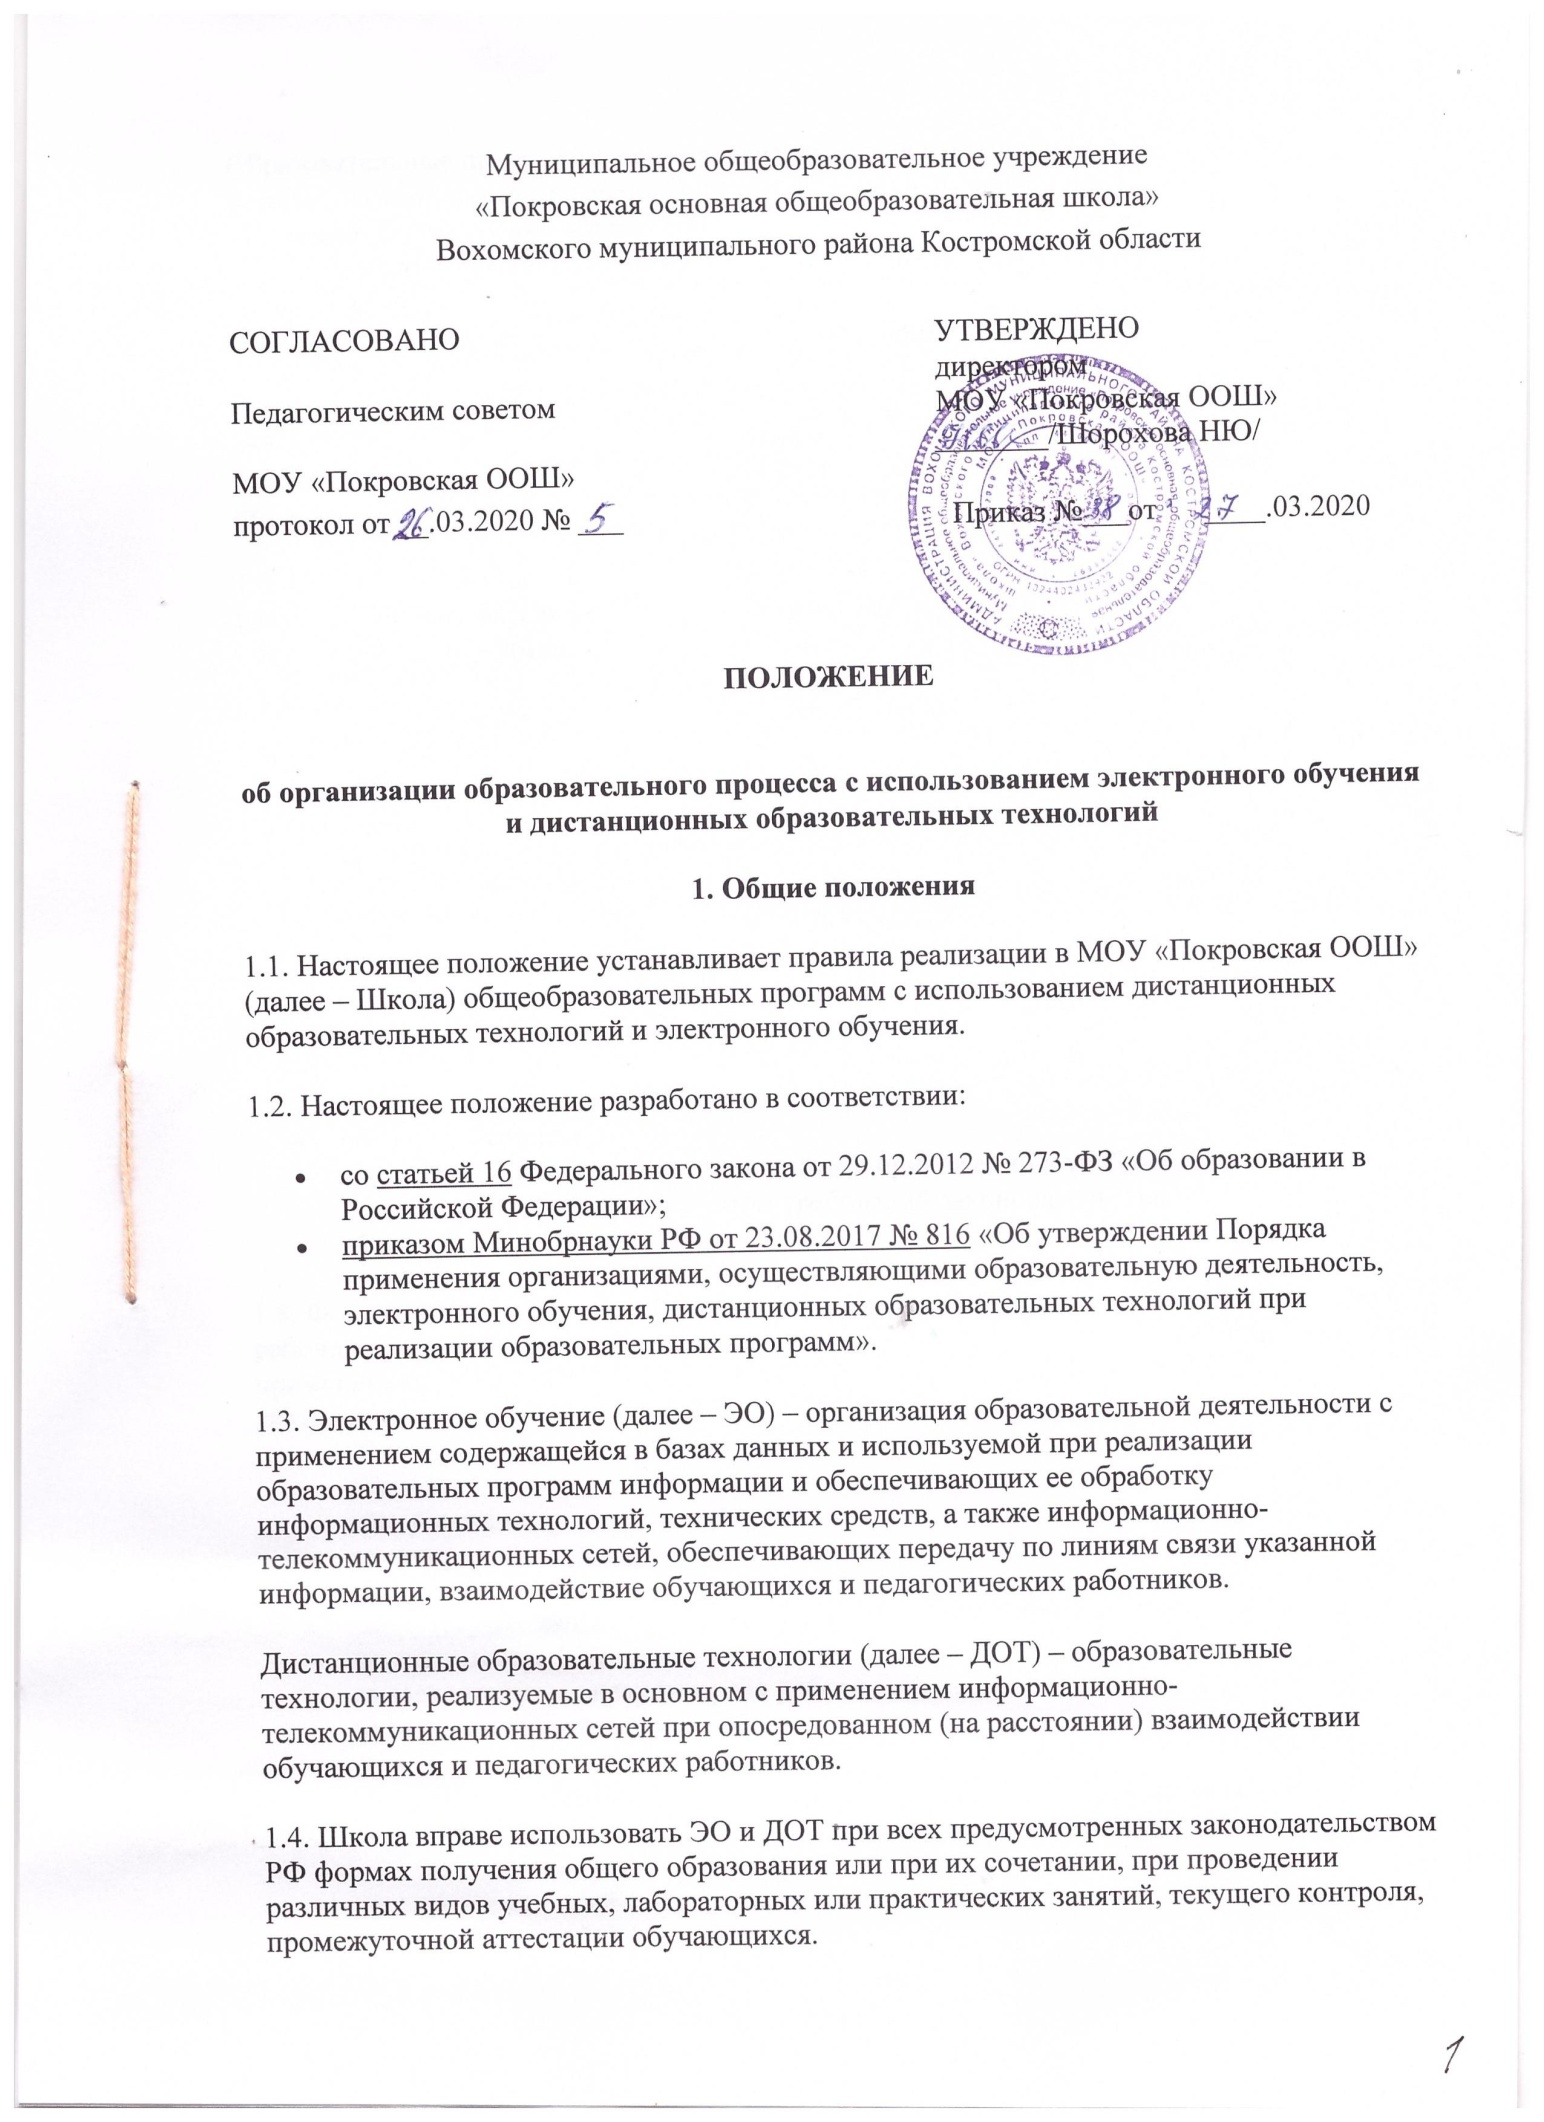 Муниципальное общеобразовательное учреждение
«Покровская основная общеобразовательная школа»
Вохомского муниципального района Костромской области
СОГЛАСОВАНО
Педагогическим советом
МОУ «Покровская ООШ»
протокол от 26.03.2020 № 5
УТВЕРЖДЕНО
директором
МОУ «Покровская ООШ»
/Шорохова НЮ/
Приказ № 38 от 27.03.2020
ПОЛОЖЕНИЕ
об организации образовательного процесса с использованием электронного обучения
и дистанционных образовательных технологий
1. Общие положения
1.1. Настоящее положение устанавливает правила реализации в МОУ «Покровская ООШ»
(далее – Школа) общеобразовательных программ с использованием дистанционных
образовательных технологий и электронного обучения.
1.2. Настоящее положение разработано в соответствии:
• со статьей 16 Федерального закона от 29.12.2012 № 273-ФЗ «Об образовании в
Российской Федерации»;
• приказом Минобрнауки РФ от 23.08.2017 № 816 «Об утверждении Порядка
применения организациями, осуществляющими образовательную деятельность,
электронного обучения, дистанционных образовательных технологий при
реализации образовательных программ».
1.3. Электронное обучение (далее – ЭО) – организация образовательной деятельности с
применением содержащейся в базах данных и используемой при реализации
образовательных программ информации и обеспечивающих ее обработку
информационных технологий, технических средств, а также информационно-
телекоммуникационных сетей, обеспечивающих передачу по линиям связи указанной
информации, взаимодействие обучающихся и педагогических работников.
Дистанционные образовательные технологии (далее – ДОТ) – образовательные
технологии, реализуемые в основном с применением информационно-
телекоммуникационных сетей при опосредованном (на расстоянии) взаимодействии
обучающихся и педагогических работников.
1.4. Школа вправе использовать ЭО и ДОТ при всех предусмотренных законодательством
РФ формах получения общего образования или при их сочетании, при проведении
различных видов учебных, лабораторных или практических занятий, текущего контроля,
промежуточной аттестации обучающихся.
1